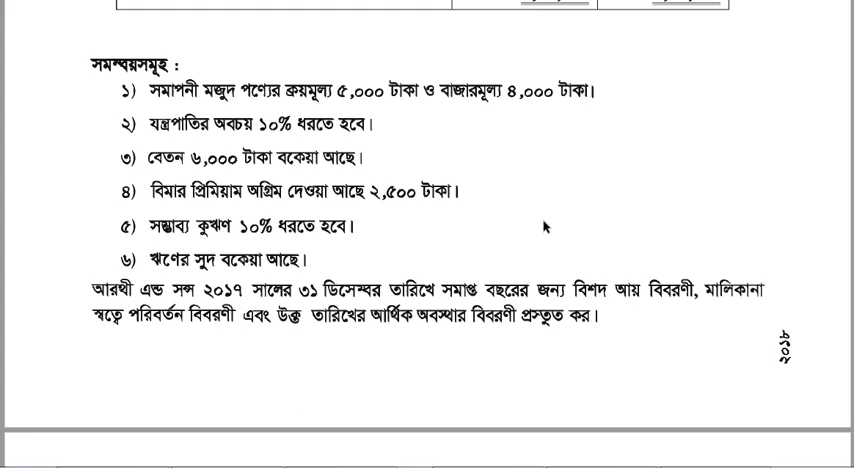 সমন্বয়সমূহ :
১) সমাপনী মজুদ পণ্যের ক্রয়মূল্য ৫,০০০ টাকা ও বাজারমূল্য ৪,০০০ টাকা।
২) যন্ত্রপাতির অবচয় ১০% ধরতে হবে।
৩) বেতন ৬,০০০ টাকা বকেয়া আছে।
৪) বিমার প্রিমিয়াম অগ্রিম দেওয়া আছে ২,৫০০ টাকা।
৫) সম্ভাব্য কুঋণ ১০% ধরতে হবে।
৬) ঋণের সুদ বকেয়া আছে।
আরথী এন্ড সন্স ২০১৭ সালের ৩১ ডিসেম্বর তারিখে সমাপ্ত বছরের জন্য বিশদ আয় বিবরণী, মালিকানা
স্বত্বে পরিবর্তন বিবরণী এবং উক্ত তারিখের আর্থিক অবস্থার বিবরণী প্রস্তুত কর।
২০১৮